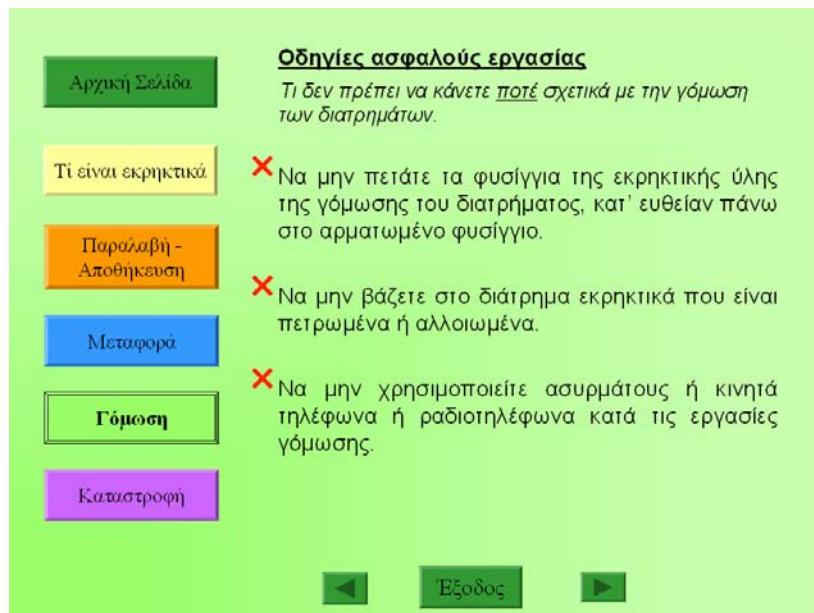 Αρχική Σελίδα
Τί είναι εκρηκτικά
Παραλαβή -
Αποθήκευση
Μεταφορά
Γόμωση
Καταστροφή
Οδηγίες ασφαλούς εργασίας
Τι δεν πρέπει να κάνετε ποτέ σχετικά με την γόμωση
των διατρημάτων.
Να μην πετάτε τα φυσίγγια της εκρηκτικής ύλης
της γόμωσης του διατρήματος, κατ’ ευθείαν πάνω
στο αρματωμένο φυσίγγιο.
Να μην βάζετε στο διάτρημα εκρηκτικά που είναι
πετρωμένα ή αλλοιωμένα.
Να μην χρησιμοποιείτε ασυρμάτους ή κινητά
τηλέφωνα ή ραδιοτηλέφωνα κατά τις εργασίες
γόμωσης.
Έξοδος